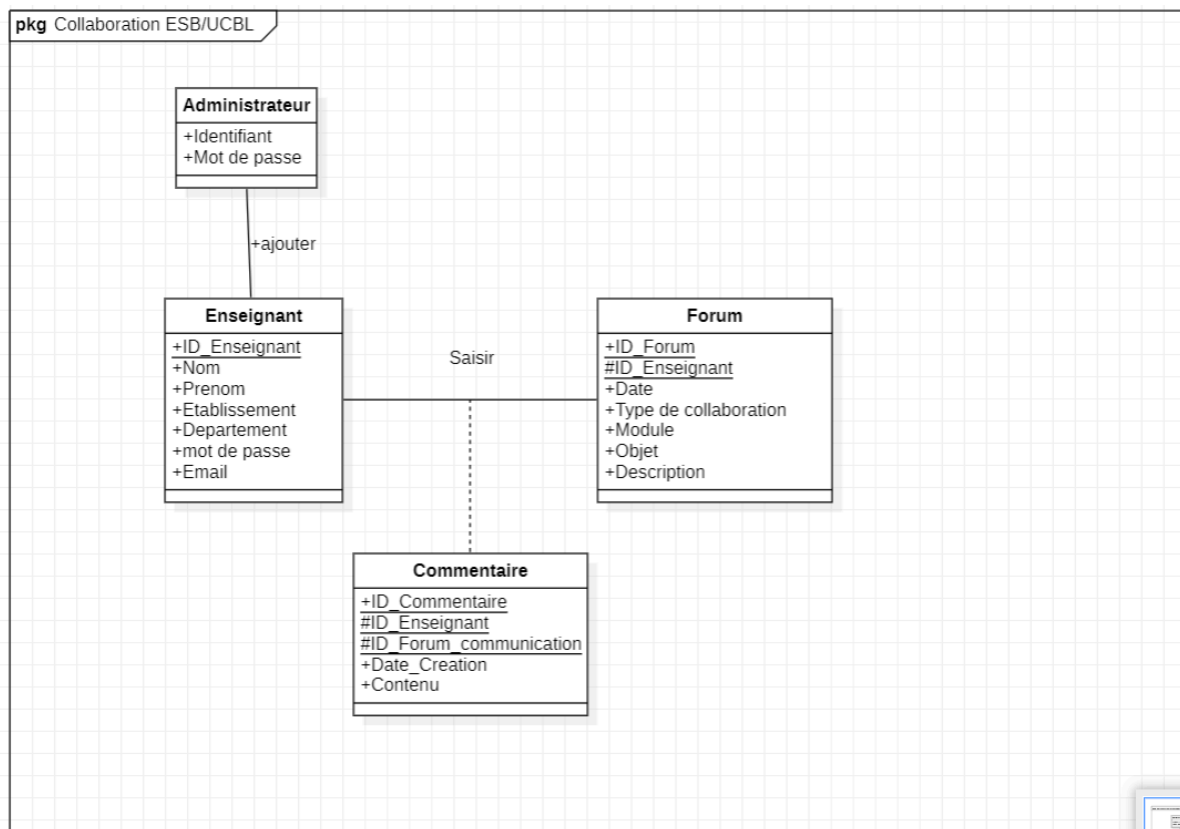 pkg Collaboration ESB/UCBL
Administrateur
+Identifiant
+Mot de passe
+ajouter
Enseignant
+ID_Enseignant
+Nom
+Prenom
+Etablissement
+Departement
+mot de passe
+Email
Saisir
Forum
+ID_Forum
#ID_Enseignant
+Date
+Type de collaboration
+Module
+Objet
+Description
Commentaire
+ID_Commentaire
#ID_Enseignant
#ID_Forum_communication
+Date_Creation
+Contenu